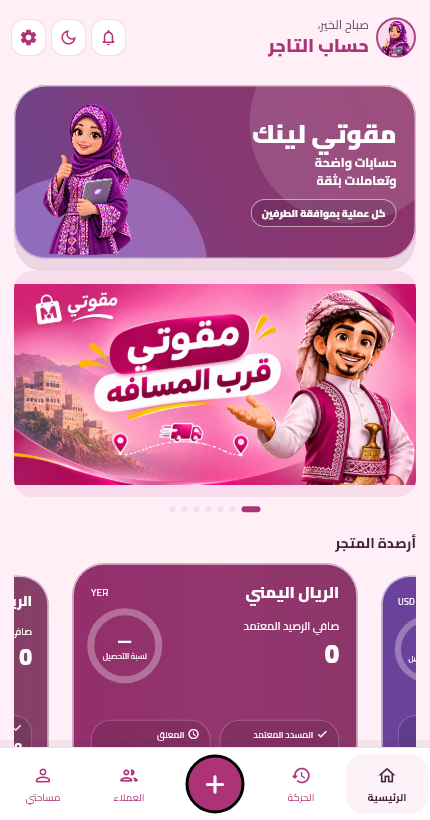 صباح الخير،
حساب التاجر
مقوتي لينك
حسابات واضحة
وتعاملات بثقة
كل عملية بموافقة الطرفين
مقوتي
مقوتي
قرب المسافه
أرصدة المتجر
USD
الريال اليمني
YER
صافي الرصيد المعتمد
0
—
نسبة التحصيل
المسدد المعتمد
المعلق
0
الرئيسية
الحركة
العملاء
مساحتي